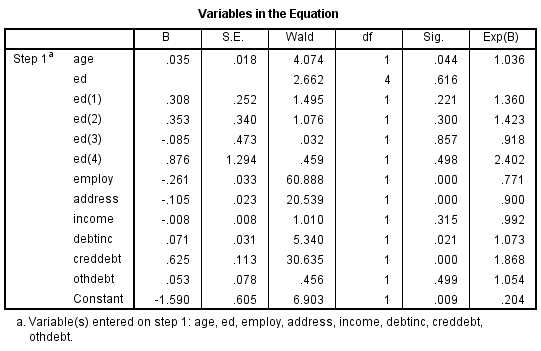 Variables in the Equation
B S.E. Wald df Sig. Exp(B)
Step 1a age .035 .018 4.074 1 .044 1.036
ed 2.662 4 .616
ed(1) .308 .252 1.495 1 .221 1.360
ed(2) .353 .340 1.076 1 .300 1.423
ed(3) -.085 .473 .032 1 .857 .918
ed(4) .876 1.294 .459 1 .498 2.402
employ -.261 .033 60.888 1 .000 .771
address -.105 .023 20.539 1 .000 .900
income -.008 .008 1.010 1 .315 .992
debtinc .071 .031 5.340 1 .021 1.073
creddebt .625 .113 30.635 1 .000 1.868
othdebt .053 .078 .456 1 .499 1.054
Constant -1.590 .605 6.903 1 .009 .204
a. Variable(s) entered on step 1: age, ed, employ, address, income, debtinc, creddebt,
othdebt.